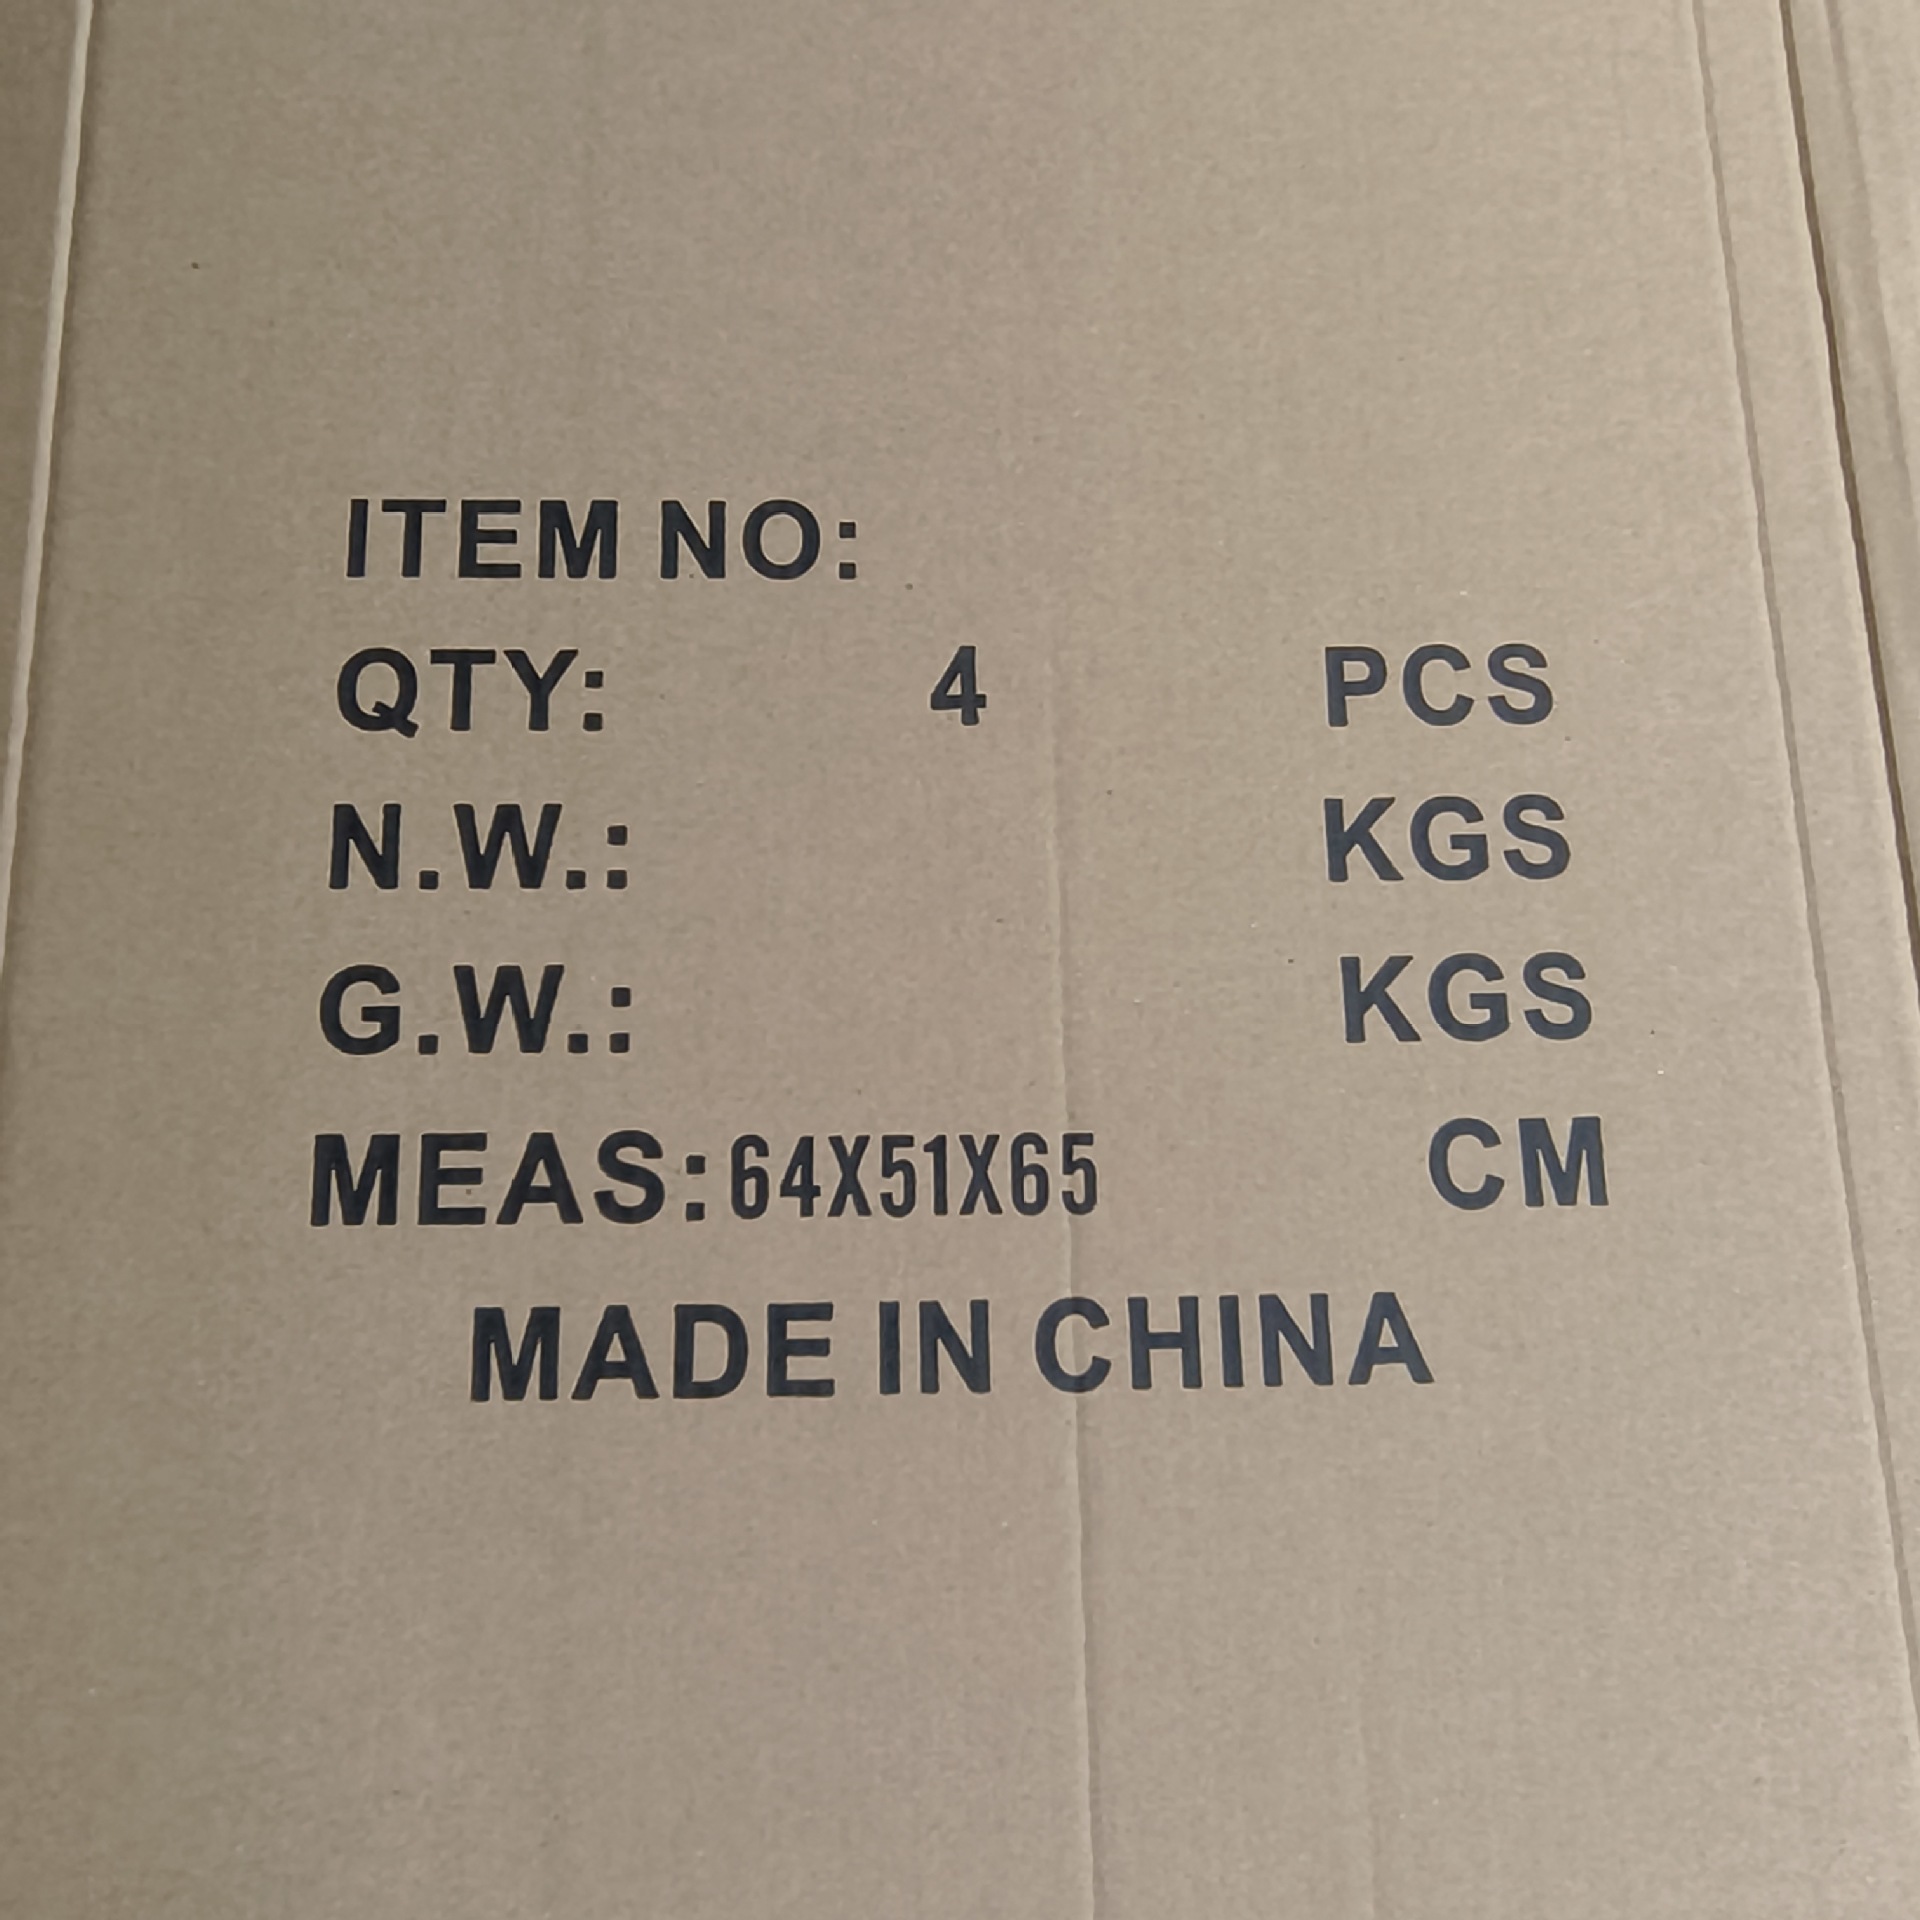 ITEM NO:
QTY: 4 PCS
N.W.: KGS
G.W.: KGS
MEAS:64X51X65 CM
MADE IN CHINA